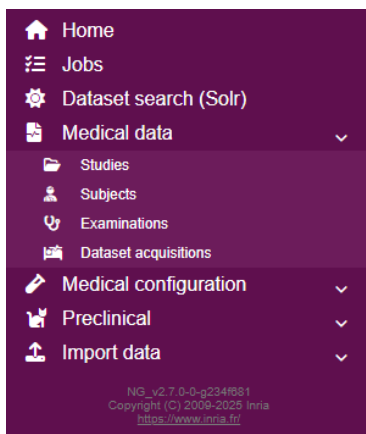 Home
Jobs
Dataset search (Solr)
Medical data
Studies
Subjects
Examinations
Dataset acquisitions
Medical configuration
Preclinical
Import data
NG_v2.7.0-0-g234f681
Copyright (C) 2009-2025 Inria
https://www.inria.fr/